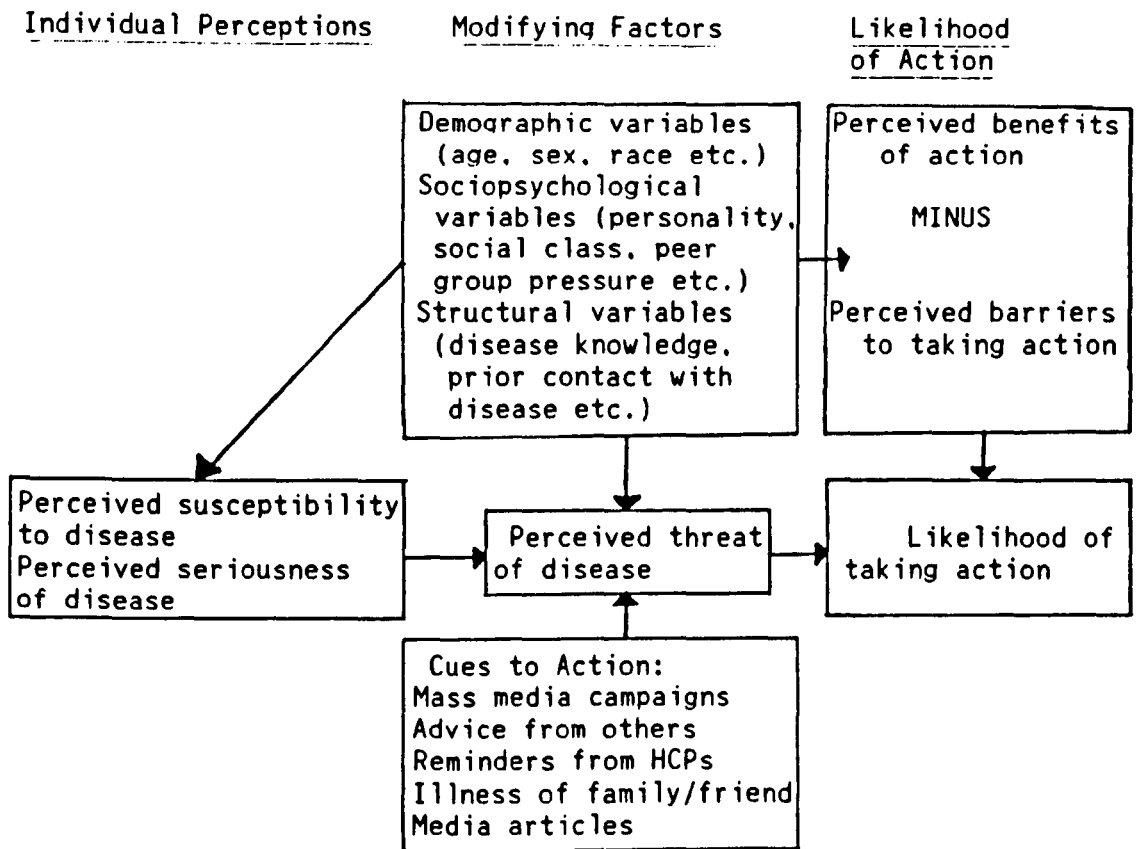 Individual Perceptions
Modifying Factors
Likelihood
of Action
Demographic variables
(age, sex, race etc.)
Sociopsychological
variables (personality,
social class, peer
group pressure etc.)
Structural variables
(disease knowledge,
prior contact with
disease etc.)
Perceived benefits
of action
MINUS
Perceived barriers
to taking action
Perceived susceptibility
to disease
Perceived seriousness
of disease
Perceived threat
of disease
Likelihood of
taking action
Cues to Action:
Mass media campaigns
Advice from others
Reminders from HCPs
Illness of family/friend
Media articles